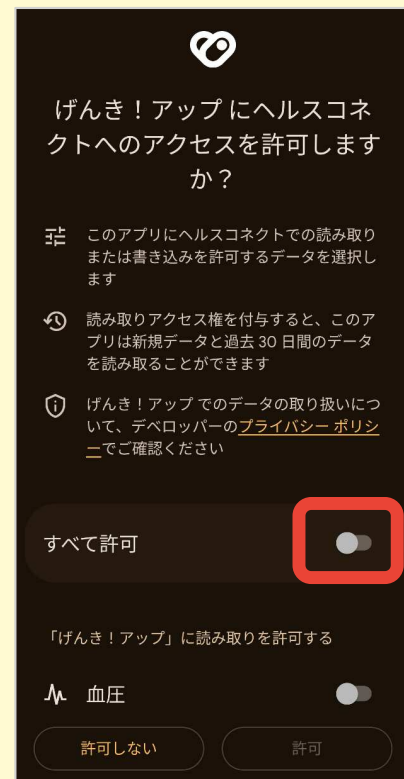 げんき！アップ にヘルスコネ
クトへのアクセスを許可します
か？
このアプリにヘルスコネクトでの読み取り
または書き込みを許可するデータを選択し
ます
読み取りアクセス権を付与すると、このア
プリは新規データと過去 30 日間のデータ
を読み取ることができます
げんき！アップ でのデータの取り扱いにつ
いて、デベロッパーのプライバシー ポリシ
ーでご確認ください
すべて許可
「げんき！アップ」に読み取りを許可する
血圧
許可しない
許可